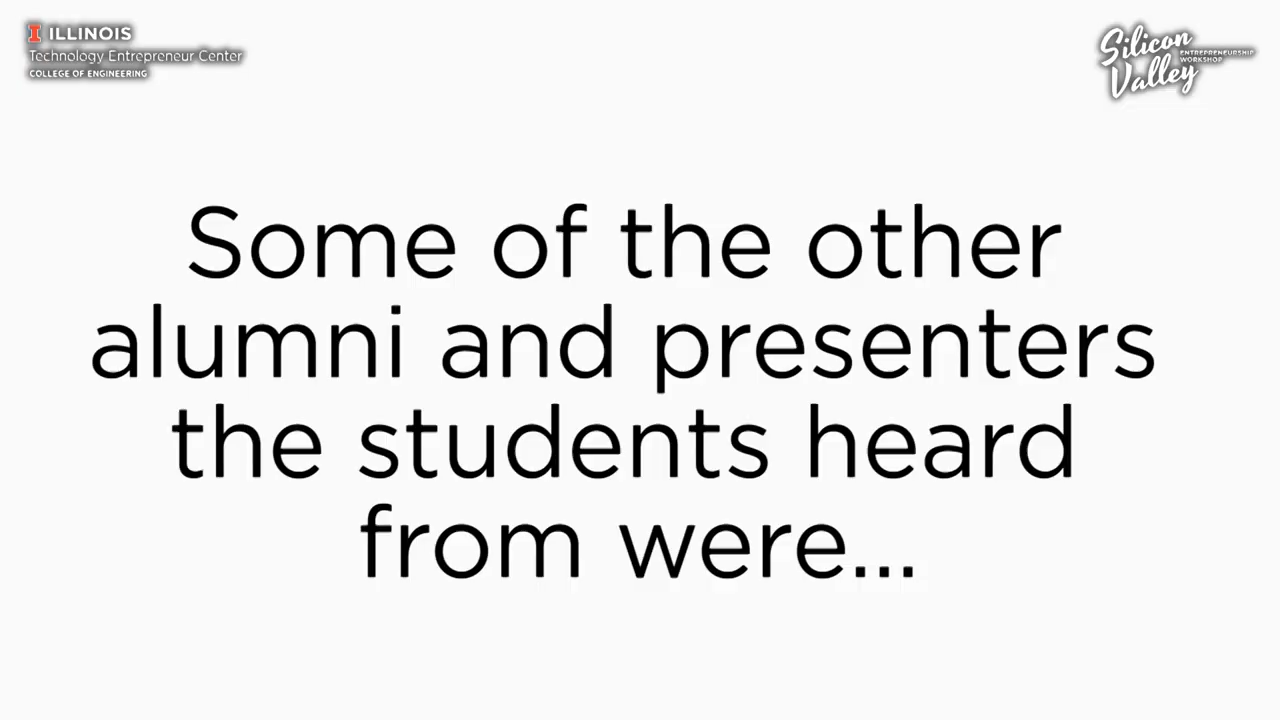 ILLINOIS
Technology Entrepreneur Center
COLLEGE OF ENGINEERING
Silicon
Valley
ENTREPRENEURSHIP
WORKSHOP
Some of the other
alumni and presenters
the students heard
from were...